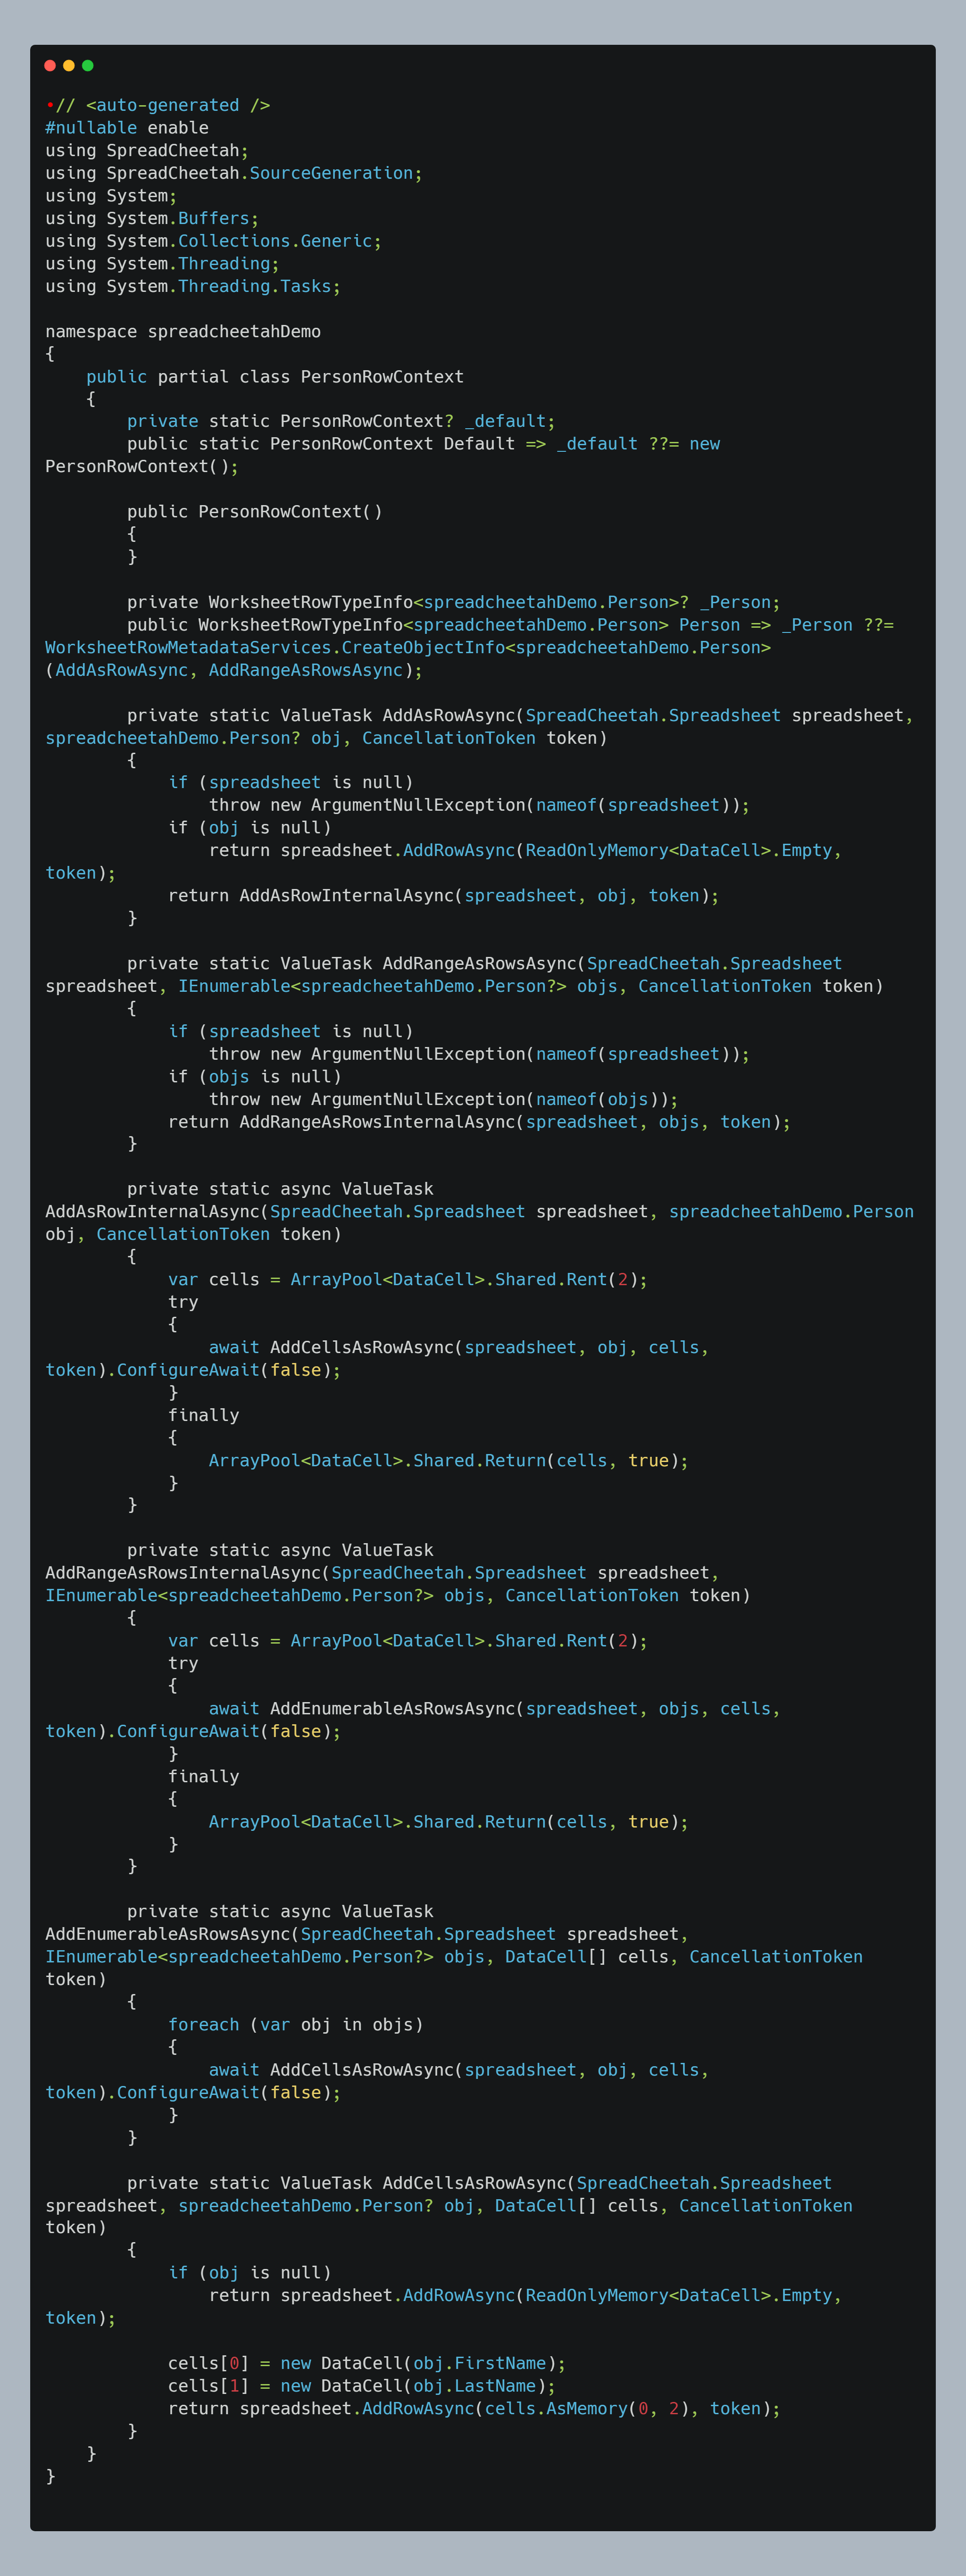 •// <auto-generated />
#nullable enable
using SpreadCheetah;
using SpreadCheetah.SourceGeneration;
using System;
using System.Buffers;
using System.Collections.Generic;
using System.Threading;
using System.Threading.Tasks;

namespace spreadcheetahDemo
{
    public partial class PersonRowContext
    {
        private static PersonRowContext? _default;
        public static PersonRowContext Default => _default ??= new
PersonRowContext();

        public PersonRowContext()
        {
        }

        private WorksheetRowTypeInfo<spreadcheetahDemo.Person>? _Person;
        public WorksheetRowTypeInfo<spreadcheetahDemo.Person> Person => _Person ??=
WorksheetRowMetadataServices.CreateObjectInfo<spreadcheetahDemo.Person>
(AddAsRowAsync, AddRangeAsRowsAsync);

        private static ValueTask AddAsRowAsync(SpreadCheetah.Spreadsheet spreadsheet,
spreadcheetahDemo.Person? obj, CancellationToken token)
        {
            if (spreadsheet is null)
                throw new ArgumentNullException(nameof(spreadsheet));
            if (obj is null)
                return spreadsheet.AddRowAsync(ReadOnlyMemory<DataCell>.Empty,
token);
            return AddAsRowInternalAsync(spreadsheet, obj, token);
        }

        private static ValueTask AddRangeAsRowsAsync(SpreadCheetah.Spreadsheet
spreadsheet, IEnumerable<spreadcheetahDemo.Person?> objs, CancellationToken token)
        {
            if (spreadsheet is null)
                throw new ArgumentNullException(nameof(spreadsheet));
            if (objs is null)
                throw new ArgumentNullException(nameof(objs));
            return AddRangeAsRowsInternalAsync(spreadsheet, objs, token);
        }

        private static async ValueTask
AddAsRowInternalAsync(SpreadCheetah.Spreadsheet spreadsheet, spreadcheetahDemo.Person
obj, CancellationToken token)
        {
            var cells = ArrayPool<DataCell>.Shared.Rent(2);
            try
            {
                await AddCellsAsRowAsync(spreadsheet, obj, cells,
token).ConfigureAwait(false);
            }
            finally
            {
                ArrayPool<DataCell>.Shared.Return(cells, true);
            }
        }

        private static async ValueTask
AddRangeAsRowsInternalAsync(SpreadCheetah.Spreadsheet spreadsheet,
IEnumerable<spreadcheetahDemo.Person?> objs, CancellationToken token)
        {
            var cells = ArrayPool<DataCell>.Shared.Rent(2);
            try
            {
                await AddEnumerableAsRowsAsync(spreadsheet, objs, cells,
token).ConfigureAwait(false);
            }
            finally
            {
                ArrayPool<DataCell>.Shared.Return(cells, true);
            }
        }

        private static async ValueTask
AddEnumerableAsRowsAsync(SpreadCheetah.Spreadsheet spreadsheet,
IEnumerable<spreadcheetahDemo.Person?> objs, DataCell[] cells, CancellationToken
token)
        {
            foreach (var obj in objs)
            {
                await AddCellsAsRowAsync(spreadsheet, obj, cells,
token).ConfigureAwait(false);
            }
        }

        private static ValueTask AddCellsAsRowAsync(SpreadCheetah.Spreadsheet
spreadsheet, spreadcheetahDemo.Person? obj, DataCell[] cells, CancellationToken
token)
        {
            if (obj is null)
                return spreadsheet.AddRowAsync(ReadOnlyMemory<DataCell>.Empty,
token);

            cells[0] = new DataCell(obj.FirstName);
            cells[1] = new DataCell(obj.LastName);
            return spreadsheet.AddRowAsync(cells.AsMemory(0, 2), token);
        }
    }
}